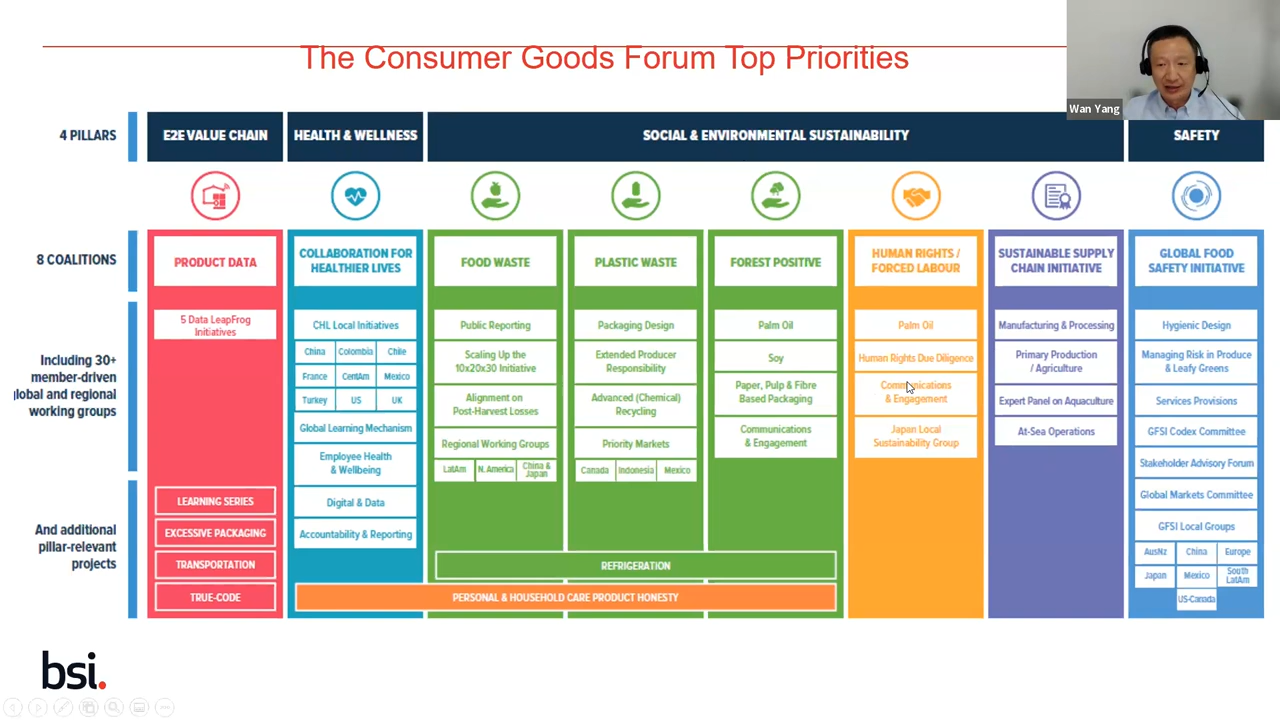 The Consumer Goods Forum Top Priorities
Wan Yang
4 PILLARS
E2E VALUE CHAIN
HEALTH & WELLNESS
SOCIAL & ENVIRONMENTAL SUSTAINABILITY
SAFETY
8 COALITIONS
PRODUCT DATA
COLLABORATION FOR
HEALTHIER LIVES
FOOD WASTE
PLASTIC WASTE
FOREST POSITIVE
HUMAN RIGHTS /
FORCED LABOUR
SUSTAINABLE SUPPLY
CHAIN INITIATIVE
GLOBAL FOOD
SAFETY INITIATIVE
Including 30+
member-driven
global and regional
working groups
5 Data LeapFrog
Initiatives
CHL Local Initiatives
China
Colombia
Chile
France
CentAm
Mexico
Turkey
US
UK
Global Learning Mechanism
Employee Health
& Wellbeing
Digital & Data
Accountability & Reporting
Public Reporting
Scaling Up the
10x20x30 Initiative
Alignment on
Post-Harvest Losses
Regional Working Groups
LatAm
N. America
China &
Japan
Packaging Design
Extended Producer
Responsibility
Advanced (Chemical)
Recycling
Priority Markets
Canada
Indonesia
Mexico
Palm Oil
Soy
Paper, Pulp & Fibre
Based Packaging
Communications
& Engagement
Palm Oil
Human Rights Due Diligence
Communications
& Engagement
Japan Local
Sustainability Group
Manufacturing & Processing
Primary Production
/ Agriculture
Expert Panel on Aquaculture
At-Sea Operations
Hygienic Design
Managing Risk in Produce
& Leafy Greens
Services Provisions
GFSI Codex Committee
Stakeholder Advisory Forum
Global Markets Committee
GFSI Local Groups
AusNz
China
Europe
Japan
Mexico
South
LatAm
US-Canada
And additional
pillar-relevant
projects
LEARNING SERIES
EXCESSIVE PACKAGING
TRANSPORTATION
TRUE-CODE
REFRIGERATION
PERSONAL & HOUSEHOLD CARE PRODUCT HONESTY
bsi.